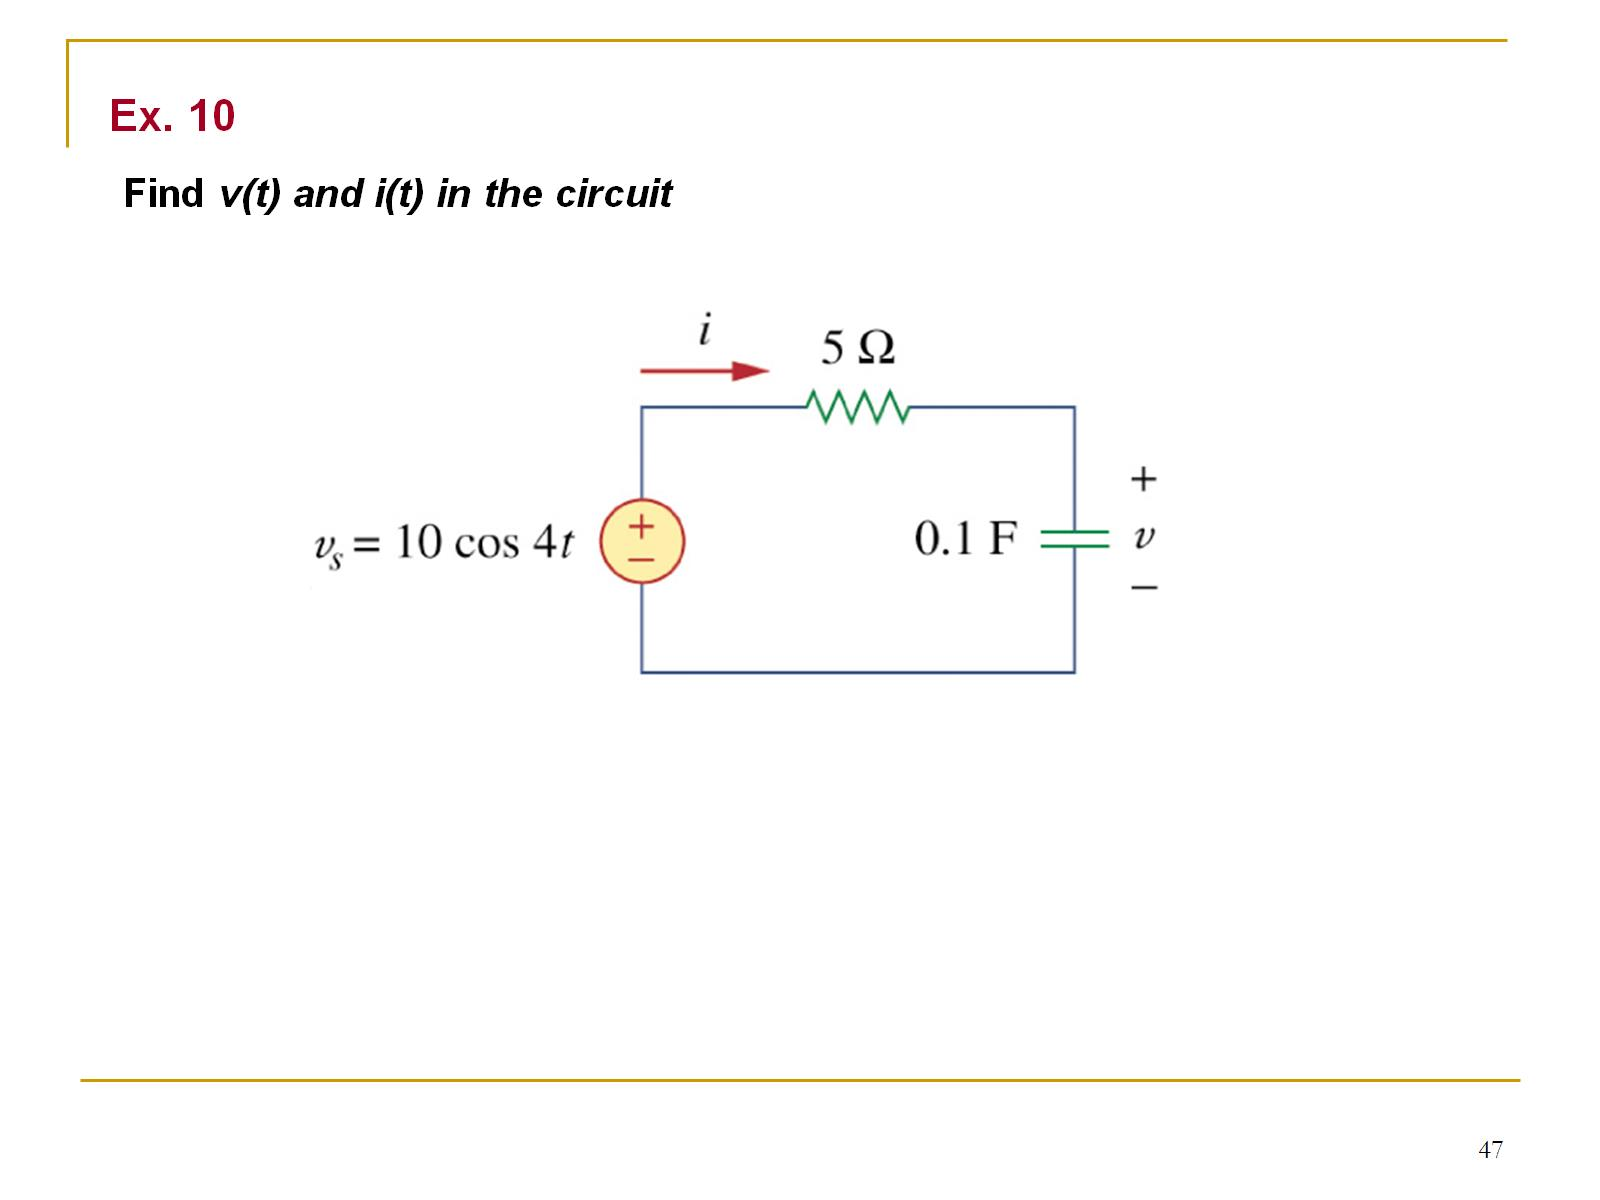 Ex. 10
Find v(t) and i(t) in the circuit
i
5 Ω
+
+
vs = 10 cos 4t
−
0.1 F
v
−
47